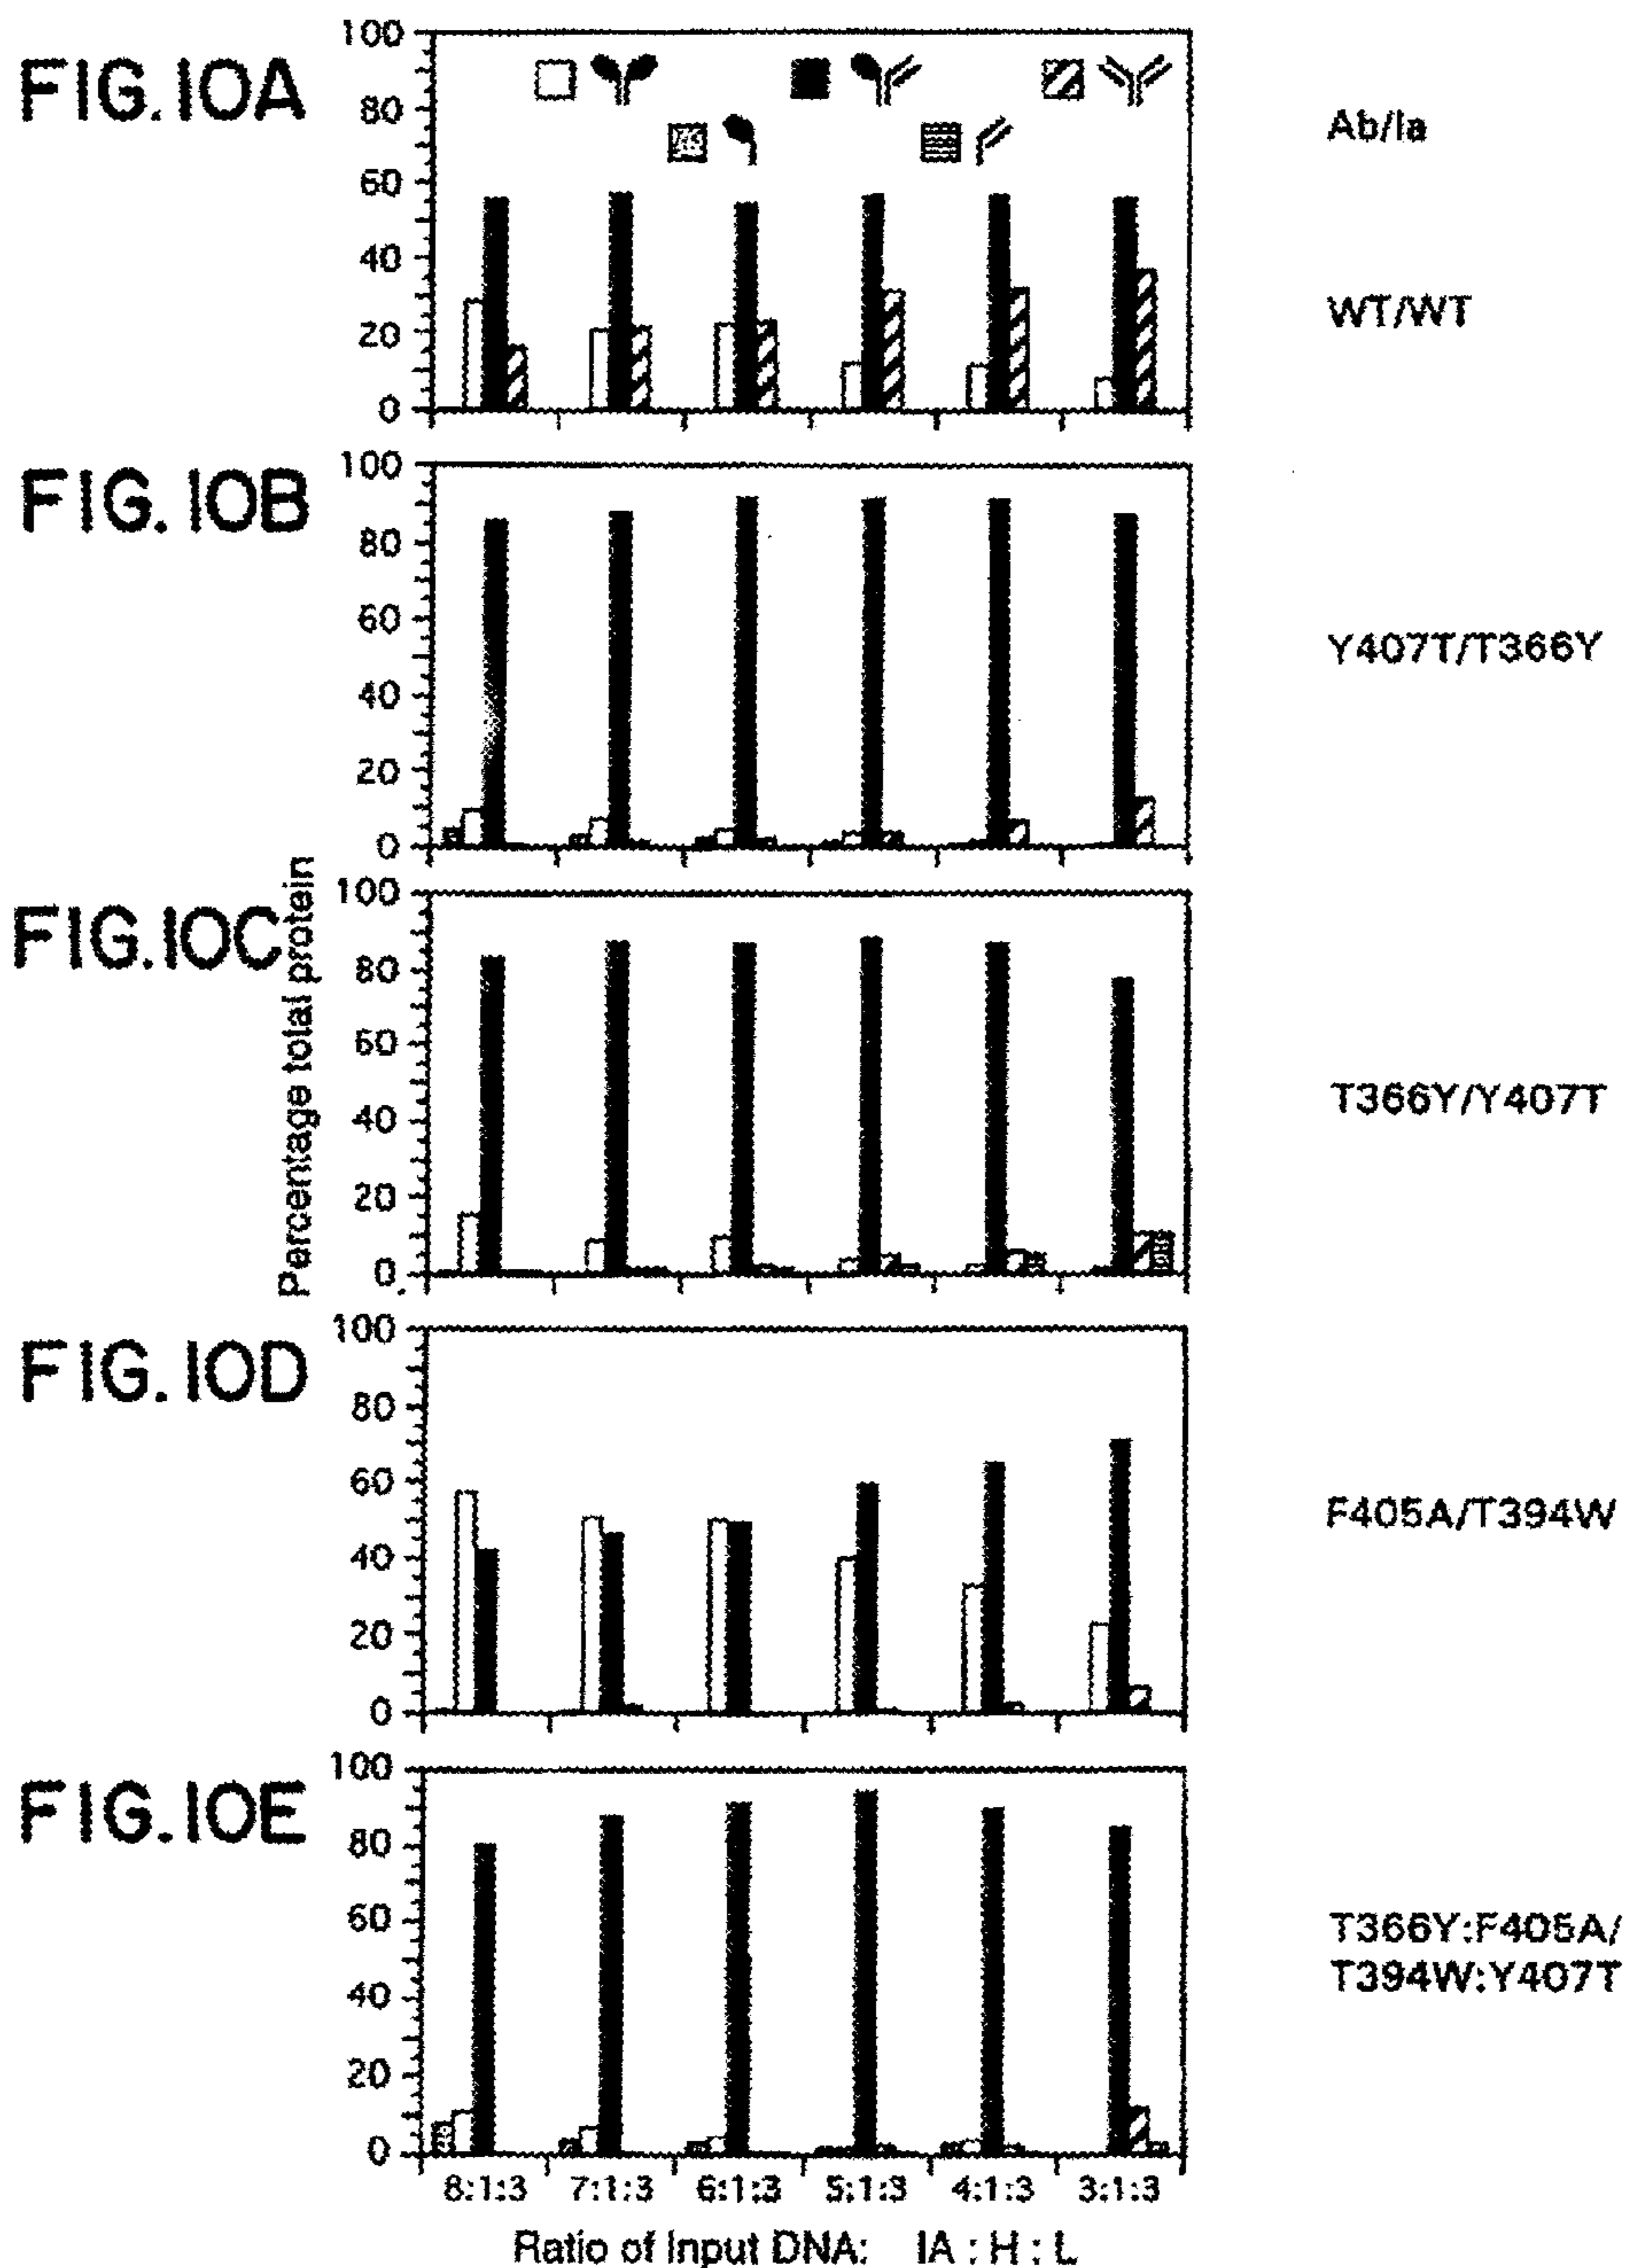 FIG.10A
100
80
60
40
20
0
Ab/Ia
WT/WT
FIG.10B
100
80
60
40
20
0
Y407T/T366Y
FIG.10C
Percentage total protein
100
80
60
40
20
0
T366Y/Y407T
FIG.10D
100
80
60
40
20
0
F405A/T394W
FIG.10E
100
80
60
40
20
0
T366Y:F405A/
T394W:Y407T
8:1:3 7:1:3 6:1:3 5:1:3 4:1:3 3:1:3
Ratio of Input DNA: IA : H : L